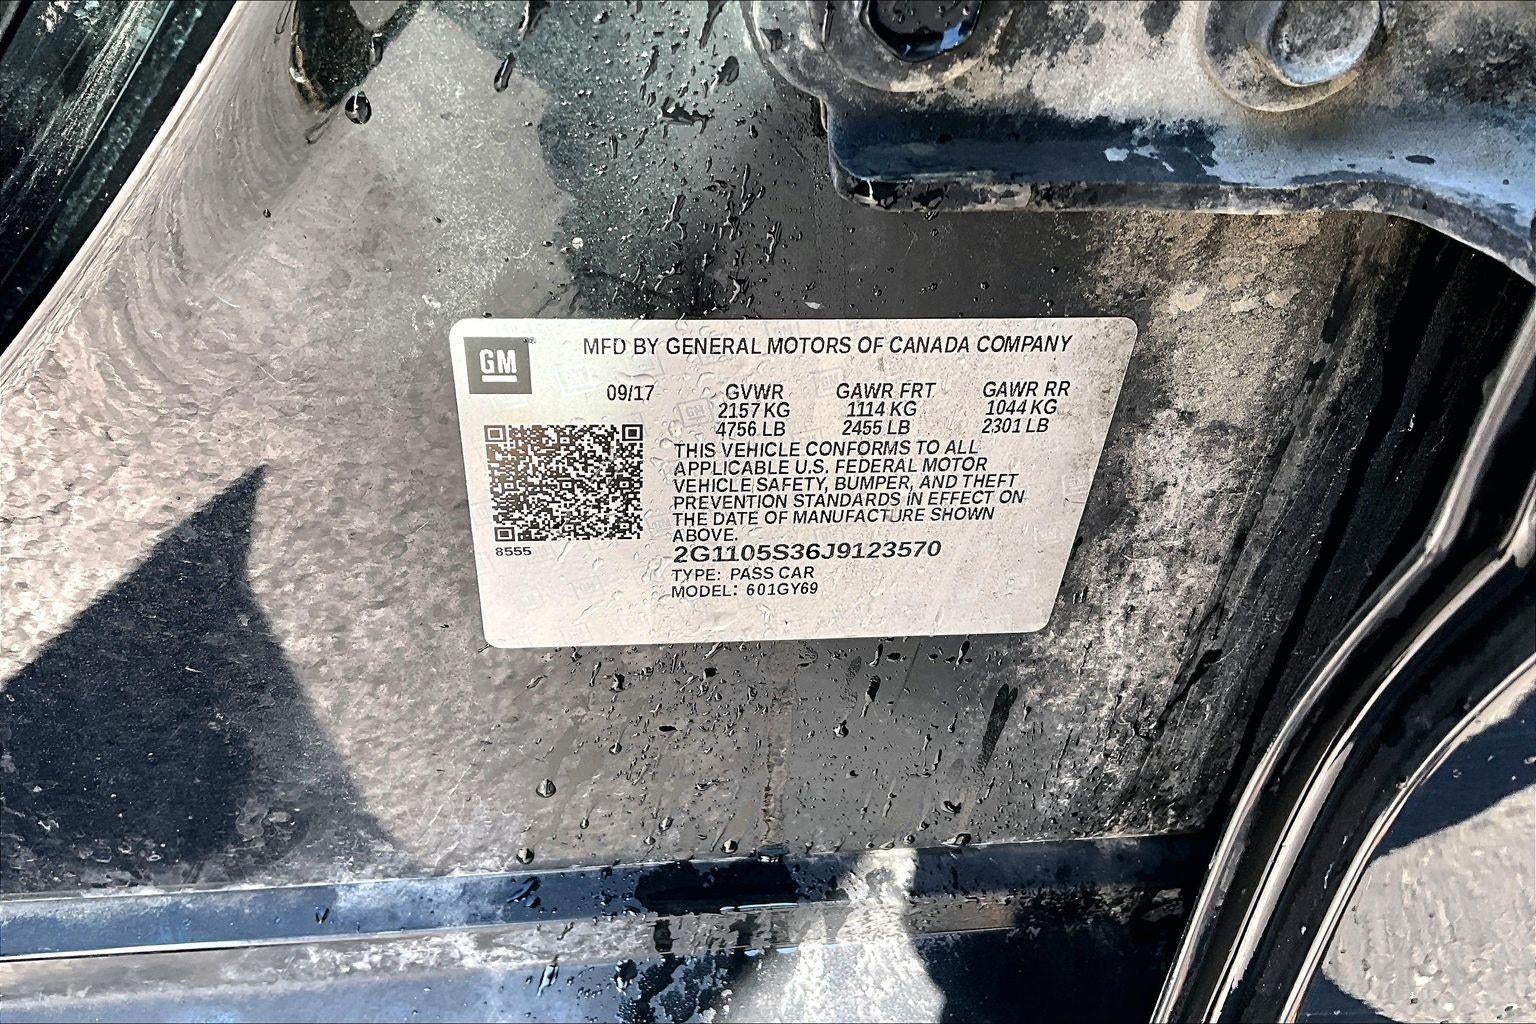 GM
MFD BY GENERAL MOTORS OF CANADA COMPANY
09/17 GVWR GAWR FRT GAWR RR
2157 KG 1114 KG 1044 KG
4756 LB 2455 LB 2301 LB
THIS VEHICLE CONFORMS TO ALL
APPLICABLE U.S. FEDERAL MOTOR
VEHICLE SAFETY, BUMPER, AND THEFT
PREVENTION STANDARDS IN EFFECT ON
THE DATE OF MANUFACTURE SHOWN
ABOVE.
8555
2G1105S36J9123570
TYPE: PASS CAR
MODEL: 601GY69